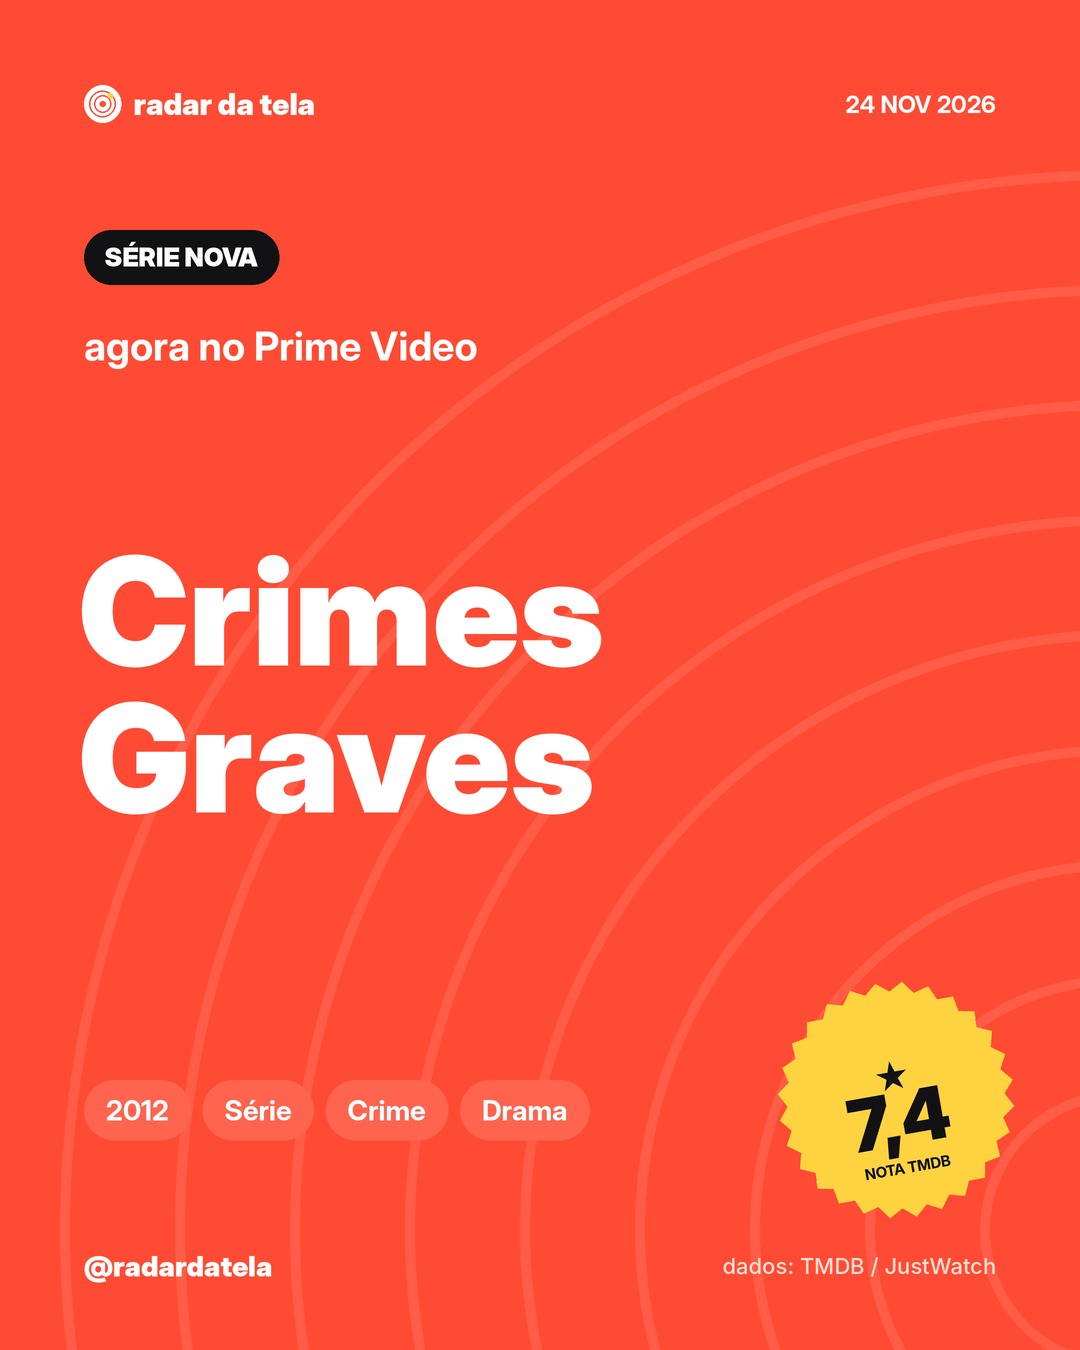 radar da tela
24 NOV 2026
SÉRIE NOVA
agora no Prime Video
Crimes
Graves
2012
Série
Crime
Drama
★
7,4
NOTA TMDB
@radardatela
dados: TMDB / JustWatch